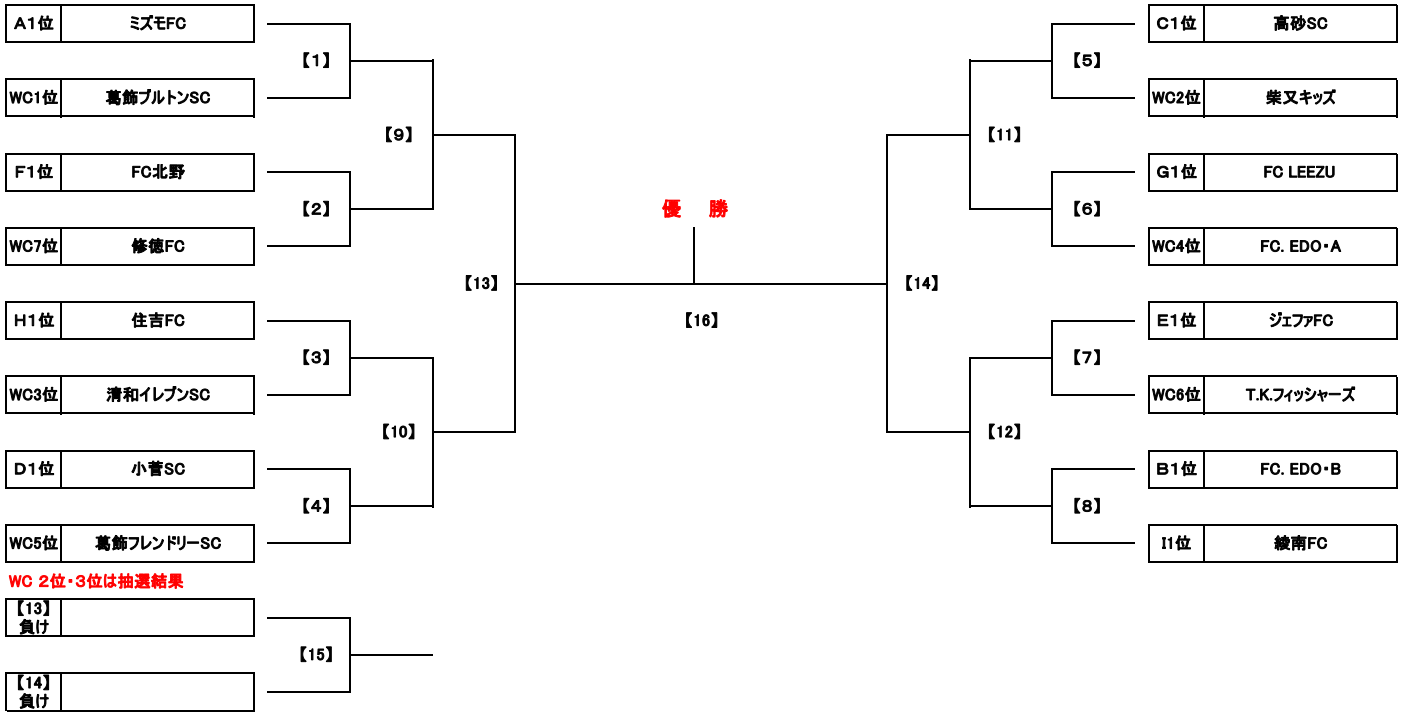 A1位 ミズモFC
【1】
WC1位 葛飾ブルトンSC
【9】
F1位 FC北野
【2】
WC7位 修徳FC
【13】
H1位 住吉FC
【3】
WC3位 清和イレブンSC
【10】
D1位 小菅SC
【4】
WC5位 葛飾フレンドリーSC
WC 2位・3位は抽選結果
【13】
負け
【15】
【14】
負け
優 勝
【16】
C1位 高砂SC
【5】
WC2位 柴又キッズ
【11】
G1位 FC LEEZU
【6】
WC4位 FC. EDO・A
【14】
E1位 ジェファFC
【7】
WC6位 T.K.フィッシャーズ
【12】
B1位 FC. EDO・B
【8】
I1位 綾南FC